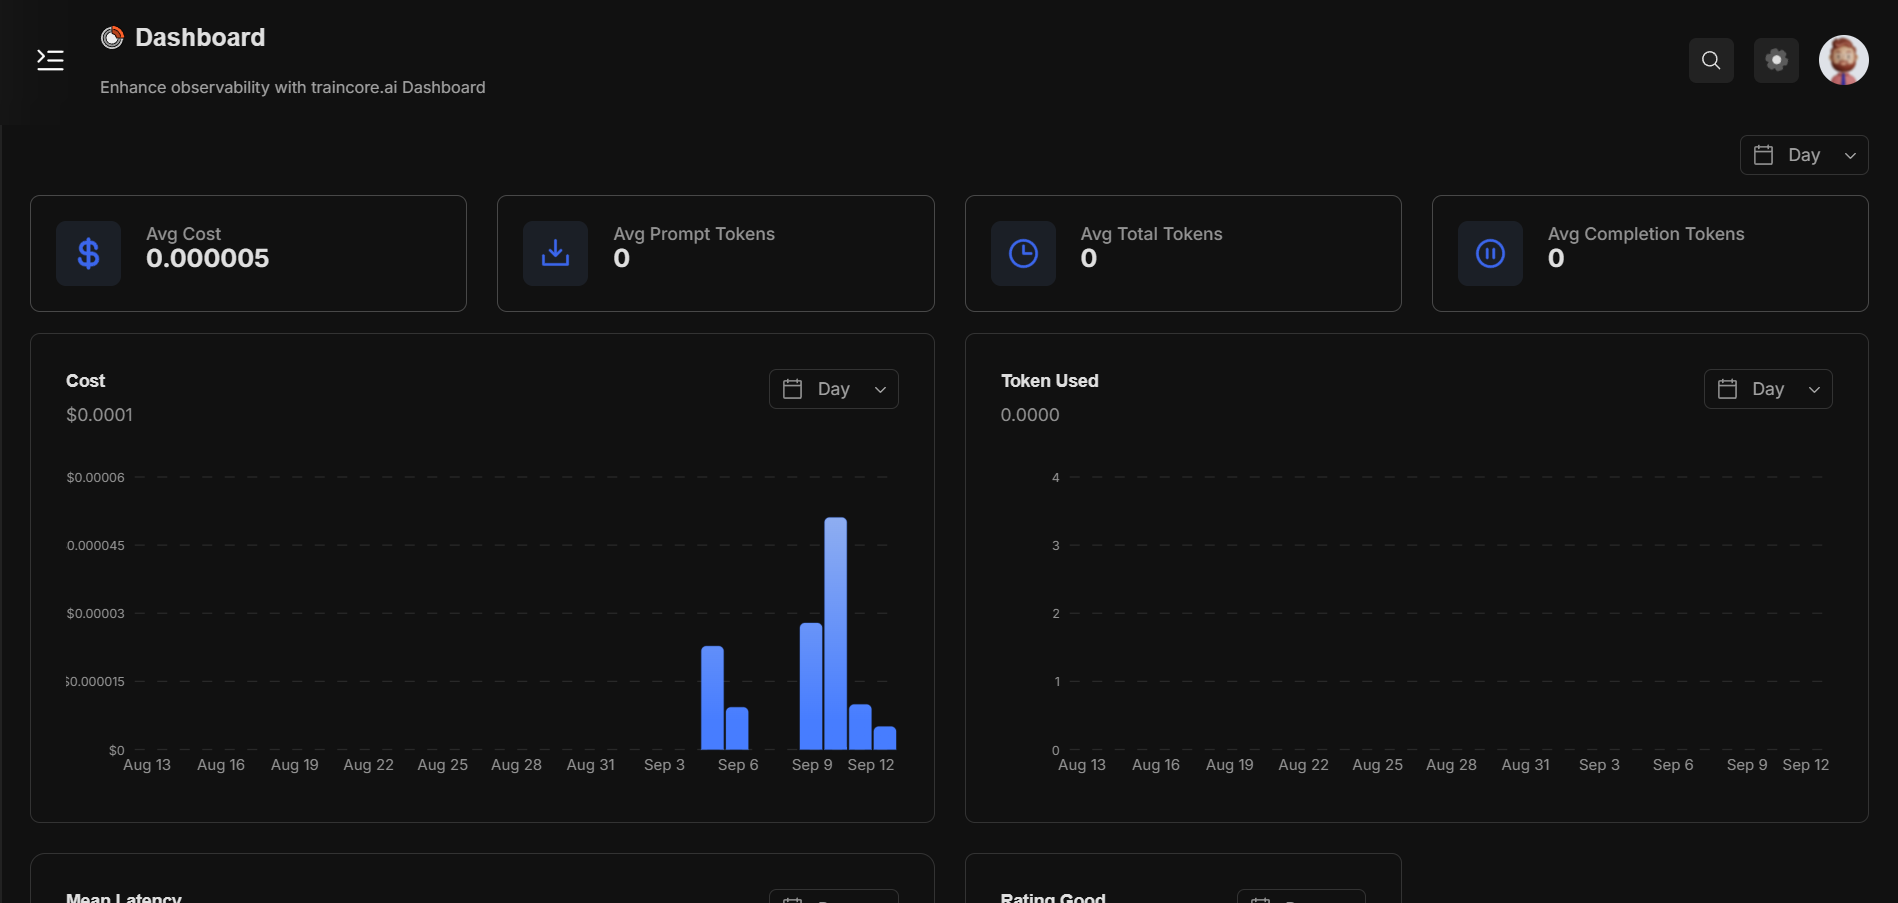 Dashboard
Enhance observability with traincore.ai Dashboard
Day
Avg Cost
0.000005
Avg Prompt Tokens
0
Avg Total Tokens
0
Avg Completion Tokens
0
Cost
$0.0001
Day
$0.00006
0.000045
$0.00003
$0.000015
$0
Aug 13 Aug 16 Aug 19 Aug 22 Aug 25 Aug 28 Aug 31 Sep 3 Sep 6 Sep 9 Sep 12
Token Used
0.0000
Day
4
3
2
1
0
Aug 13 Aug 16 Aug 19 Aug 22 Aug 25 Aug 28 Aug 31 Sep 3 Sep 6 Sep 9 Sep 12
Mean Latency
Rating Good